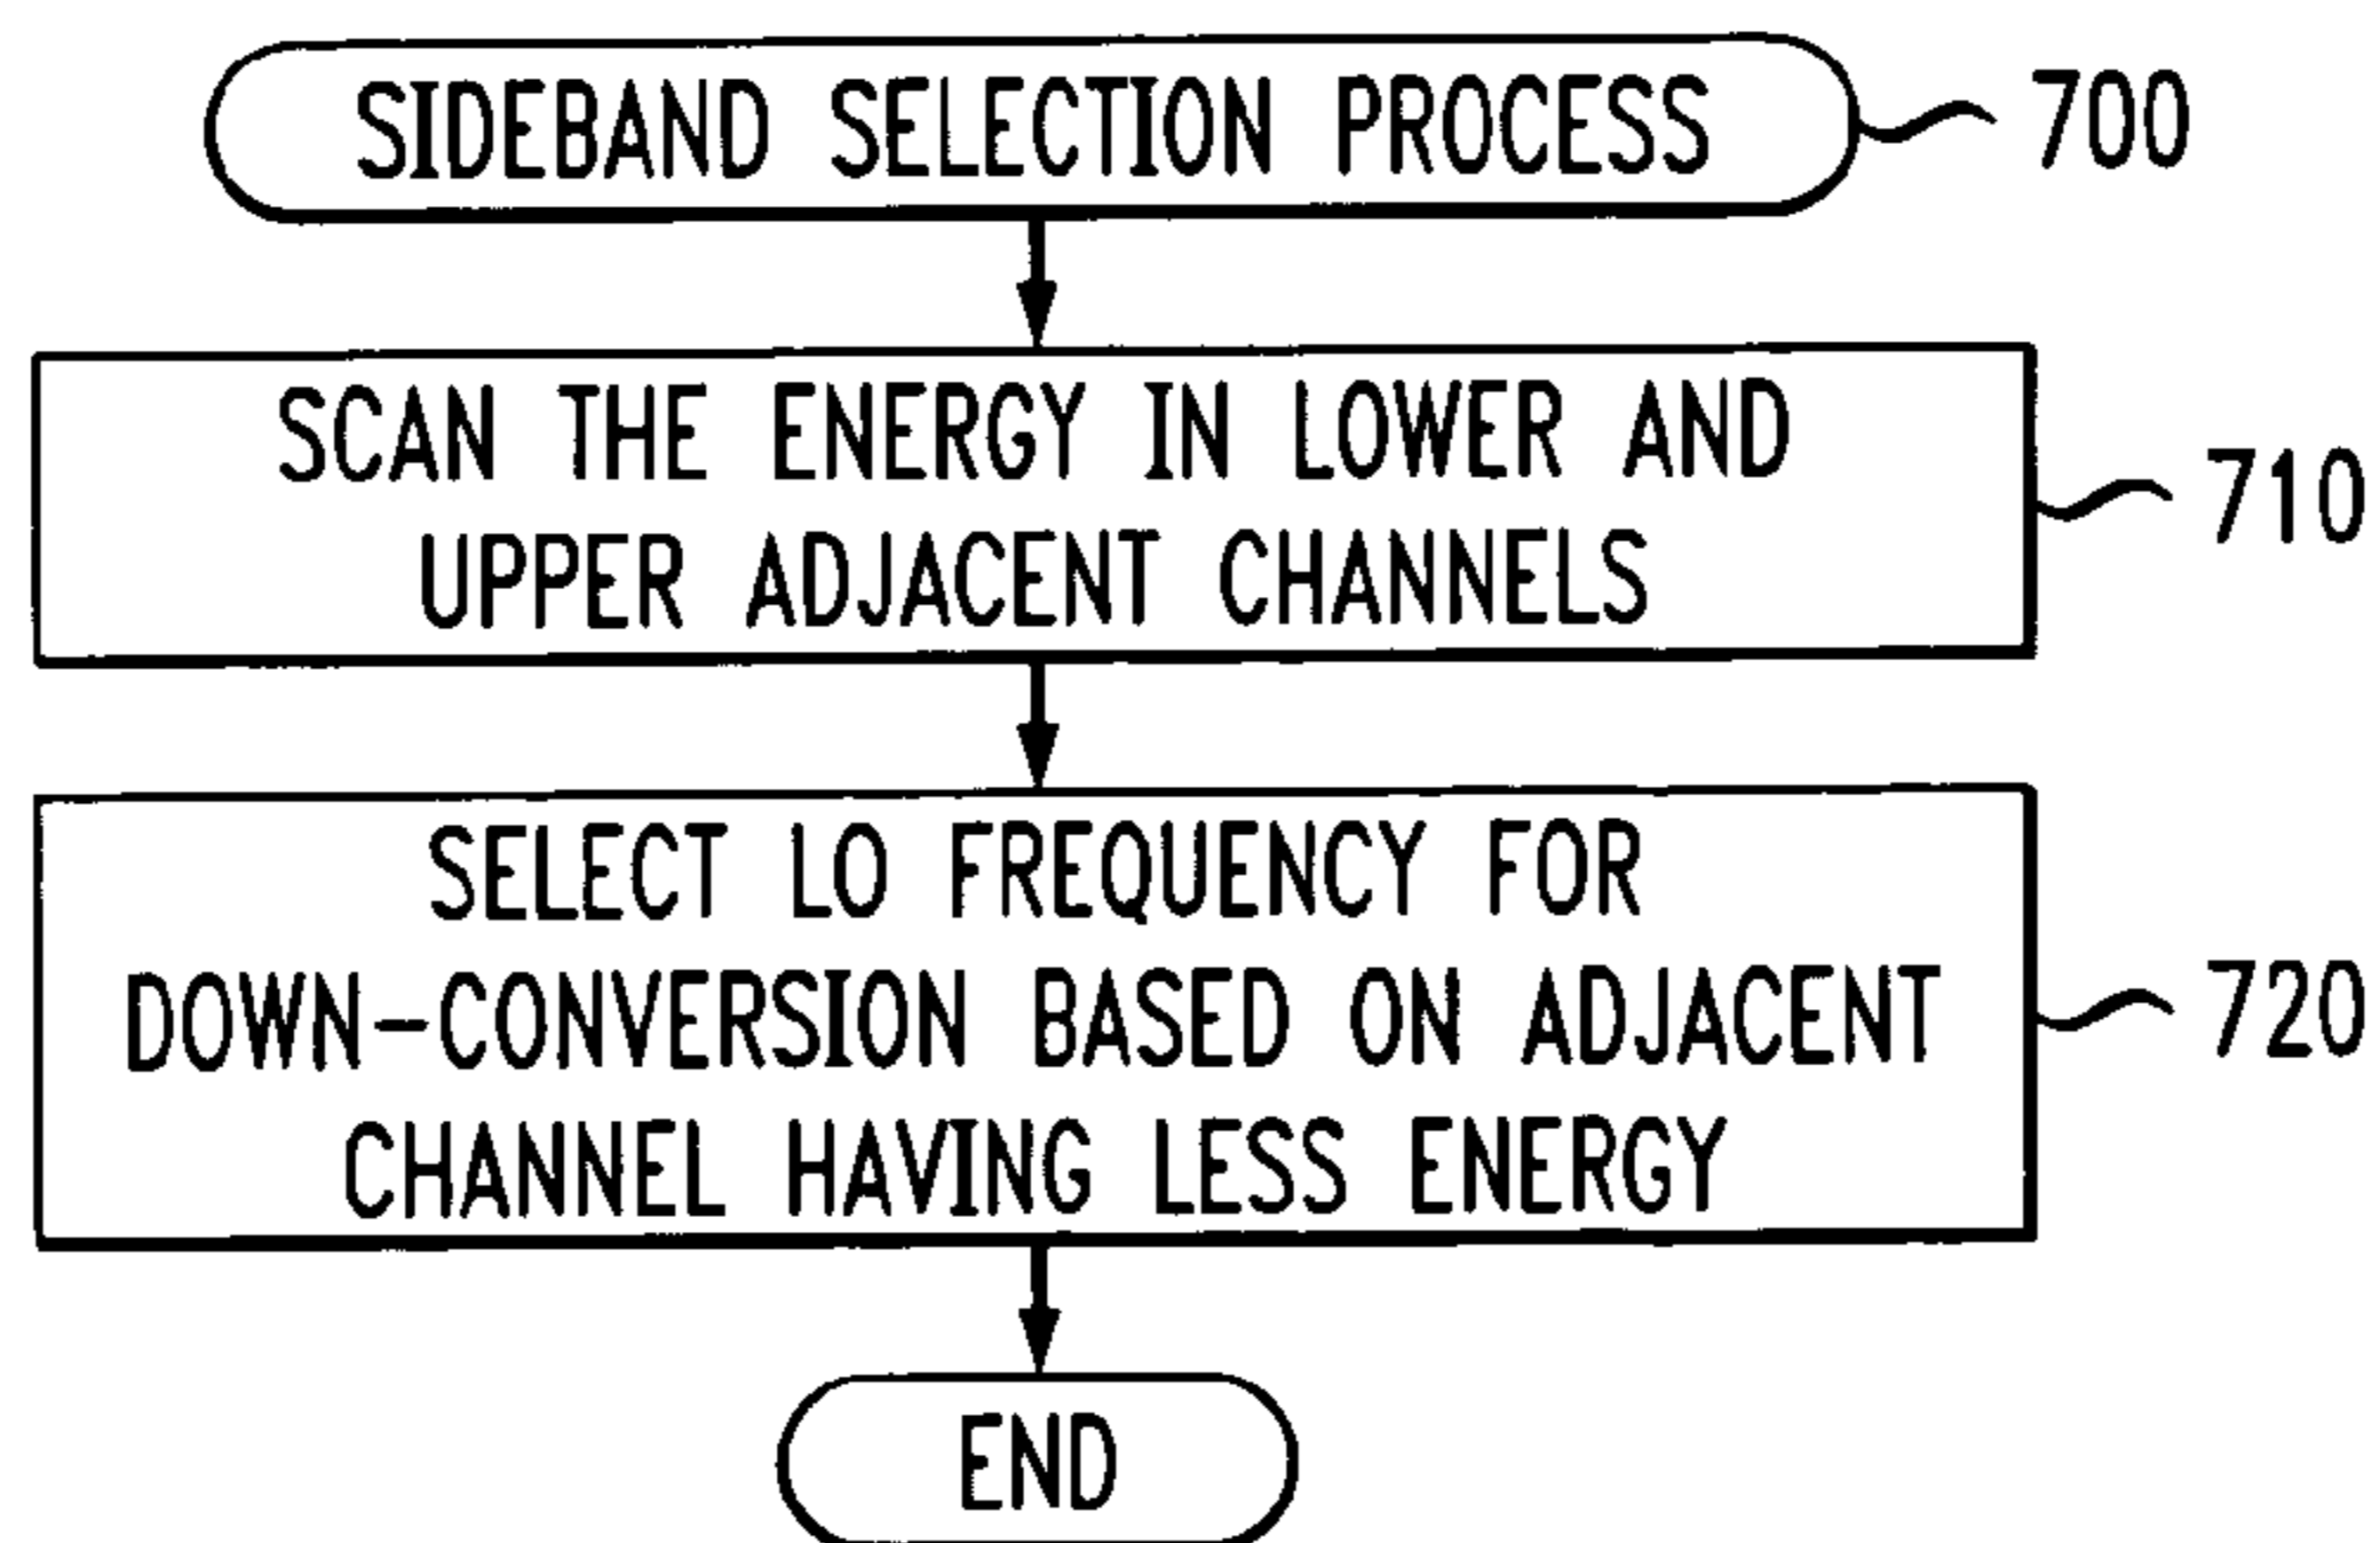 SIDEBAND SELECTION PROCESS
700
SCAN THE ENERGY IN LOWER AND
UPPER ADJACENT CHANNELS
710
SELECT LO FREQUENCY FOR
DOWN-CONVERSION BASED ON ADJACENT
CHANNEL HAVING LESS ENERGY
720
END